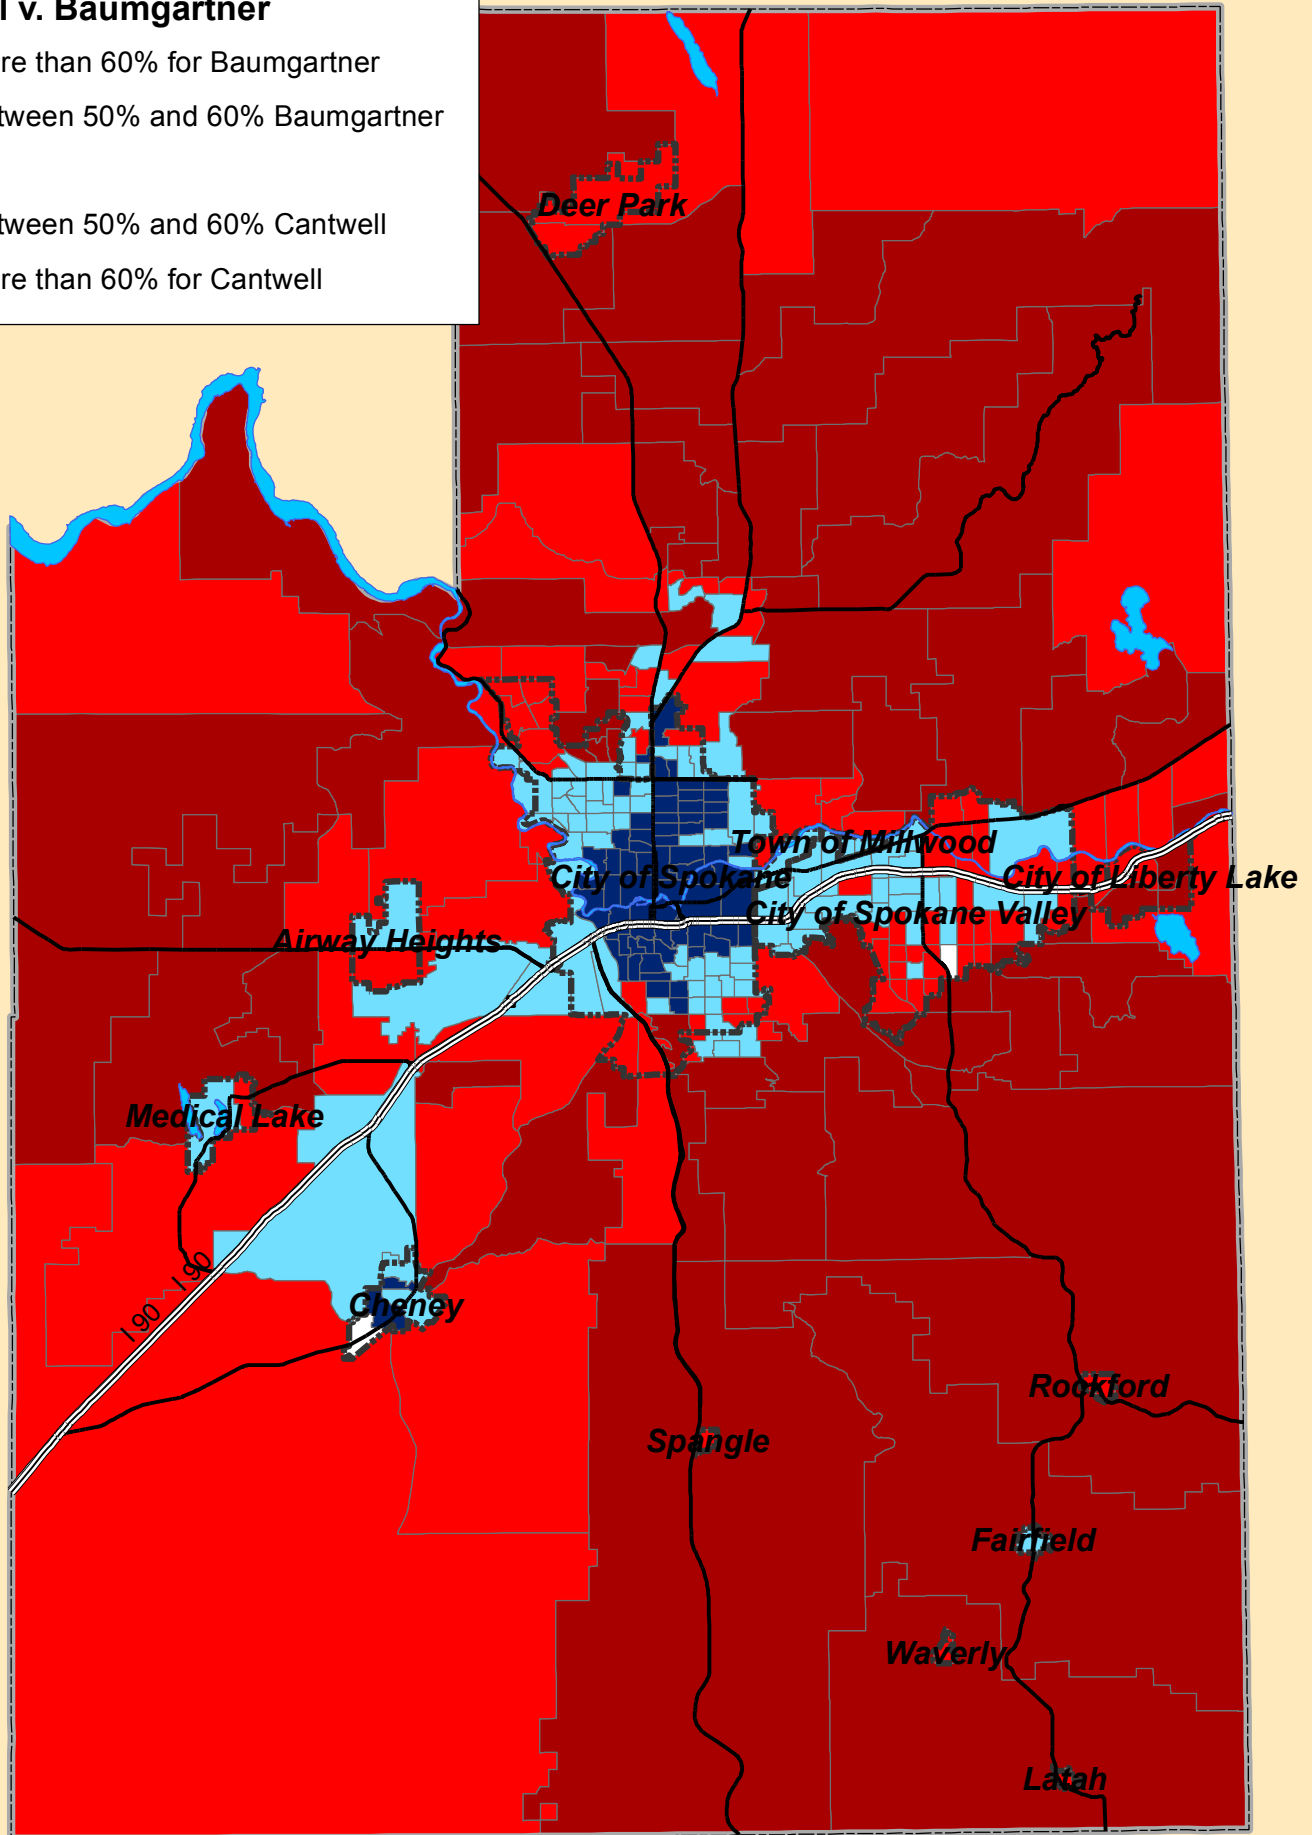 l v. Baumgartner
re than 60% for Baumgartner
tween 50% and 60% Baumgartner
tween 50% and 60% Cantwell
re than 60% for Cantwell
Deer Park
Town of Millwood
City of Spokane
City of Liberty Lake
City of Spokane Valley
Airway Heights
Medical Lake
I 90
I 90
Cheney
Rockford
Spangle
Fairfield
Waverly
Latah